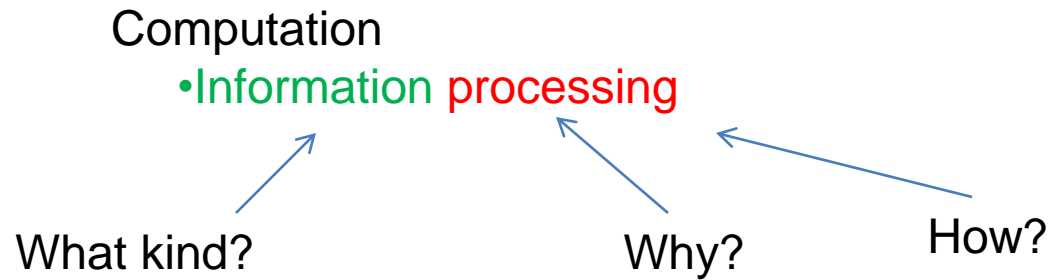 Computation
•Information processing
What kind? Why? How?